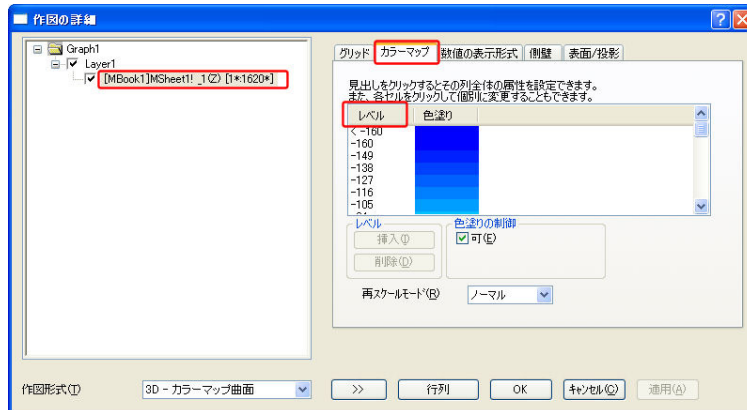 作図の詳細
Graph1
Layer1
[MBook1]MSheet1! _1(Z) [1*:1620*]
グリッド カラーマップ 数値の表示形式 側壁 表面/投影
見出しをクリックするとその列全体の属性を設定できます。
また、各セルをクリックして個別に変更することもできます。
レベル 色塗り
< -160
-160
-149
-138
-127
-116
-105
レベル 色塗りの制御
挿入(I) 可(E)
削除(D)
再スケールモード(R) ノーマル
作図形式(T) 3D - カラーマップ曲面 >> 行列 OK キャンセル(C) 適用(A)